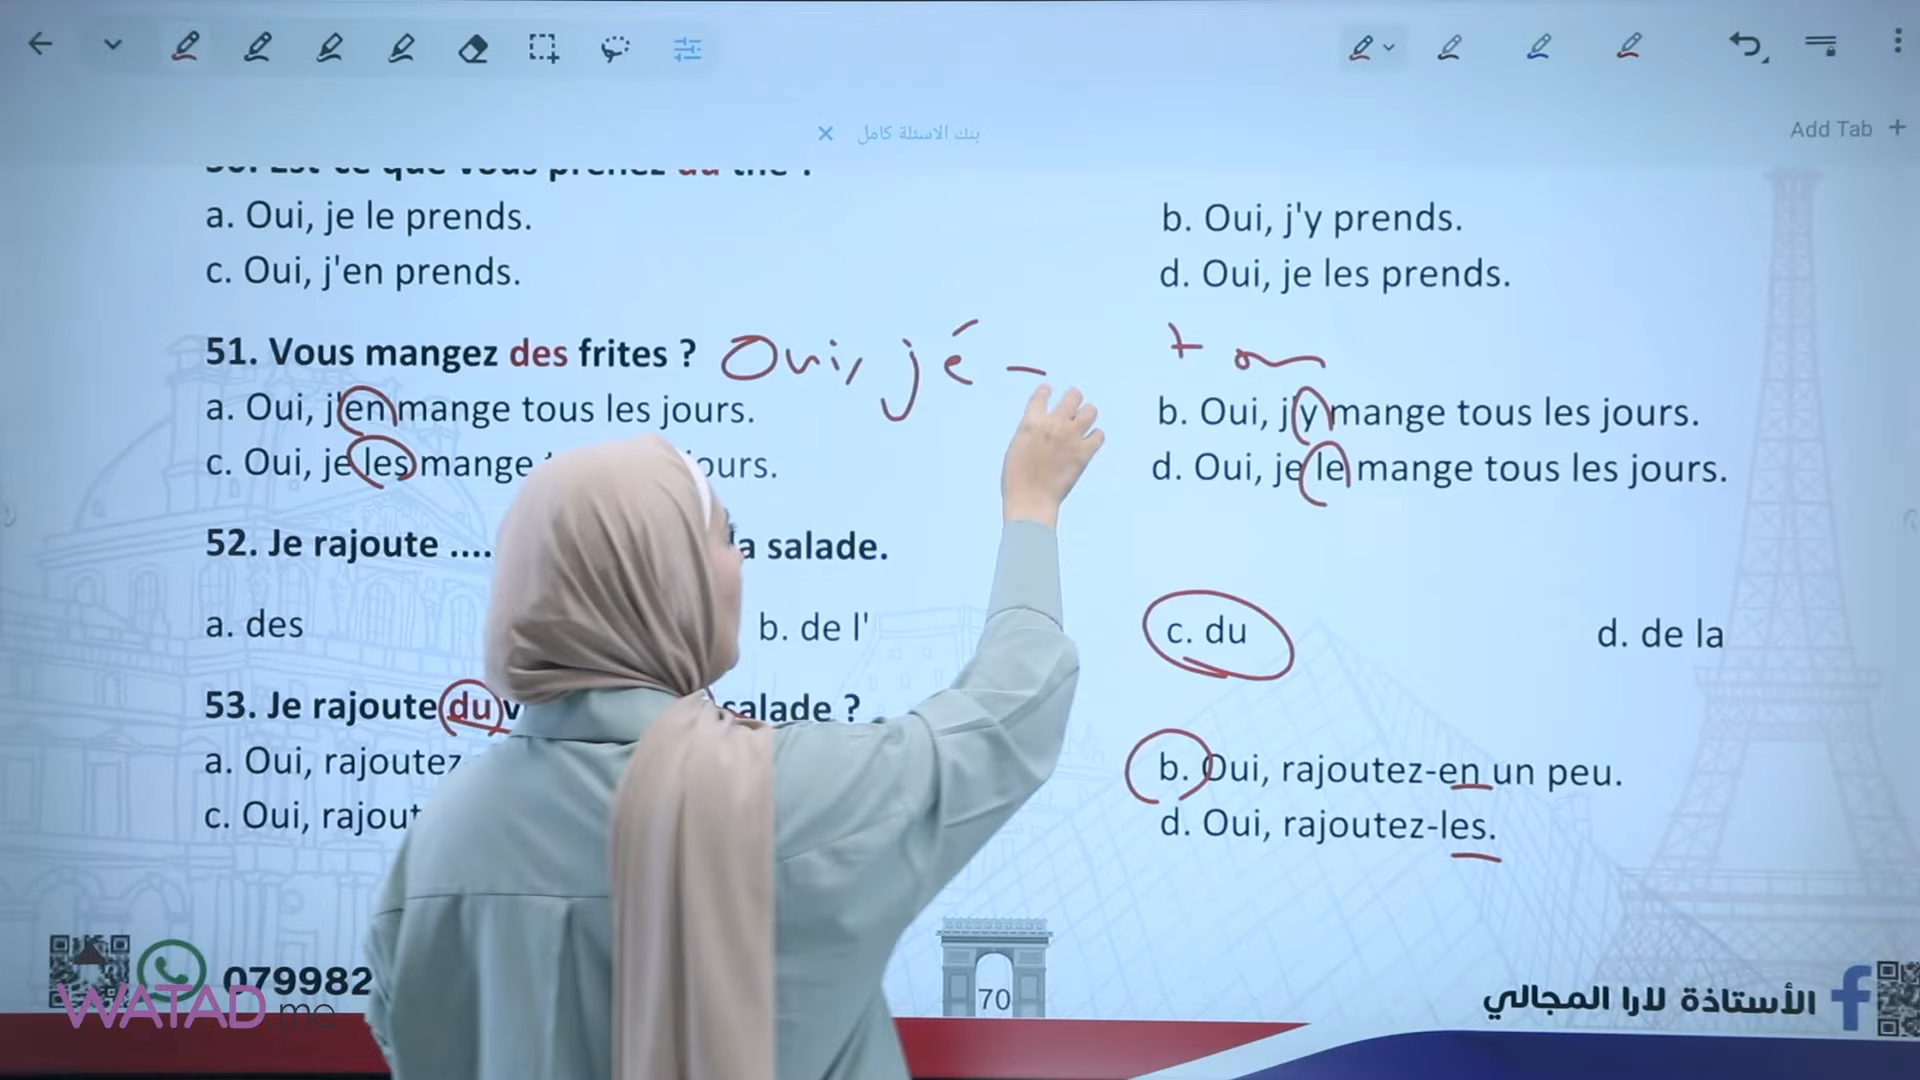 بنك الاسئلة كامل
Add Tab
a. Oui, je le prends.
b. Oui, j'y prends.
c. Oui, j'en prends.
d. Oui, je les prends.
51. Vous mangez des frites ?
Oui, jé
a. Oui, j'en mange tous les jours.
b. Oui, j'y mange tous les jours.
c. Oui, je les mange ours.
d. Oui, je le mange tous les jours.
52. Je rajoute .... a salade.
a. des
b. de l'
c. du
d. de la
53. Je rajoute du v salade ?
a. Oui, rajoutez-
b. Oui, rajoutez-en un peu.
c. Oui, rajout
d. Oui, rajoutez-les.
079982
WATAD.me
70
الأستاذة لارا المجالي